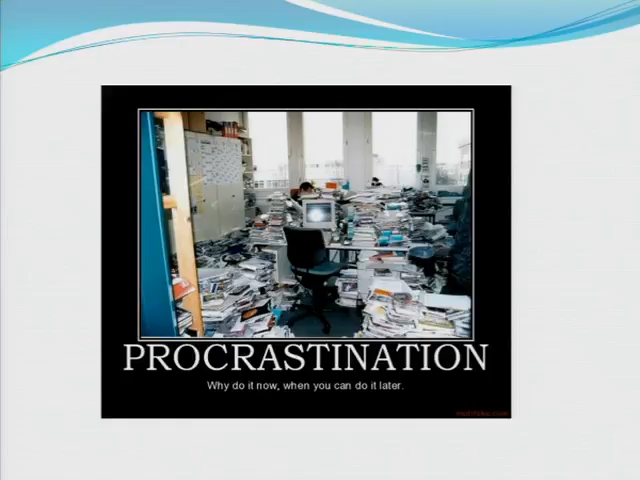 PROCRASTINATION
Why do it now, when you can do it later.